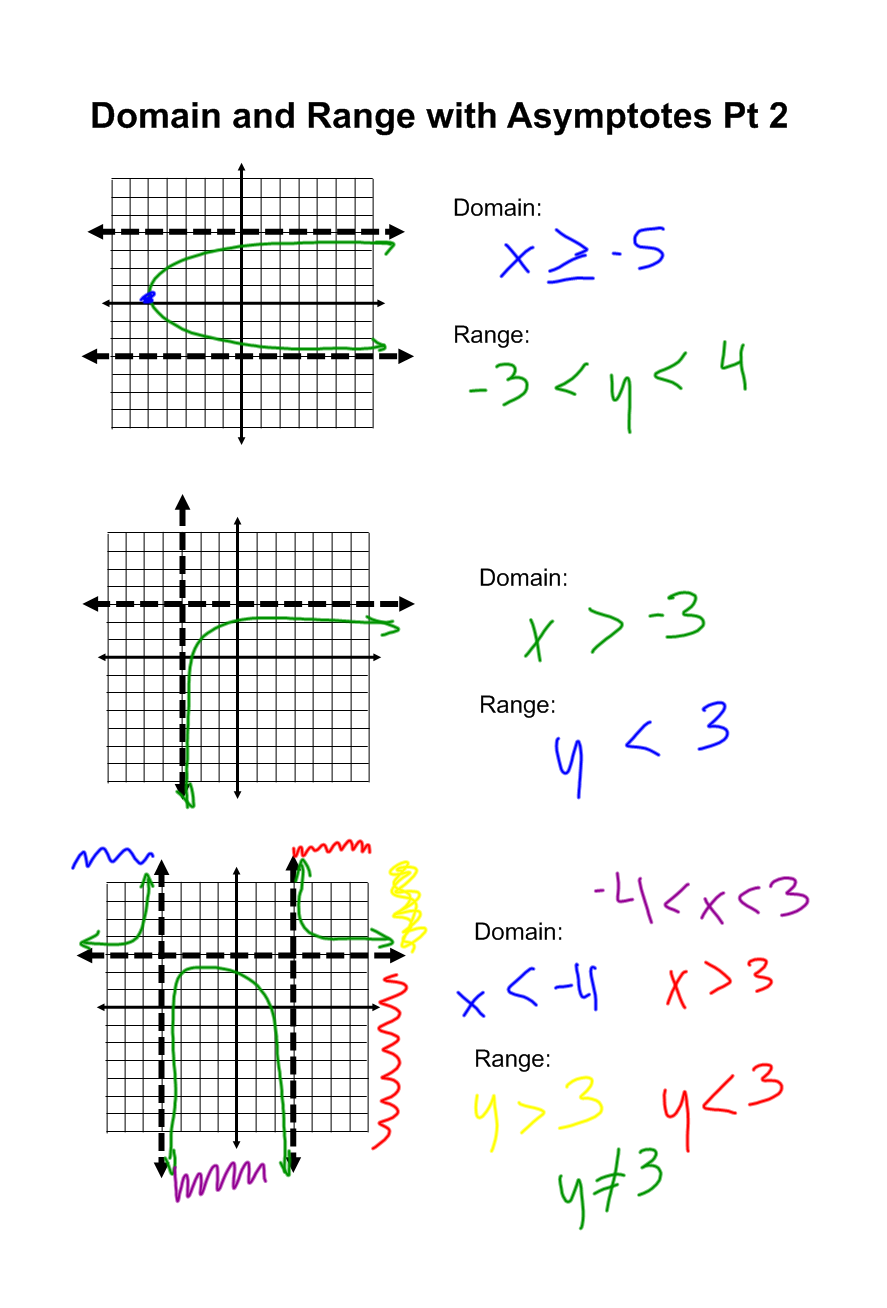 Domain and Range with Asymptotes Pt 2
Domain:
x ≥ -5
Range:
-3 < y < 4
Domain:
x > -3
Range:
y < 3
-4 < x < 3
Domain:
x < -4 x > 3
Range:
y > 3 y < 3
y ≠ 3